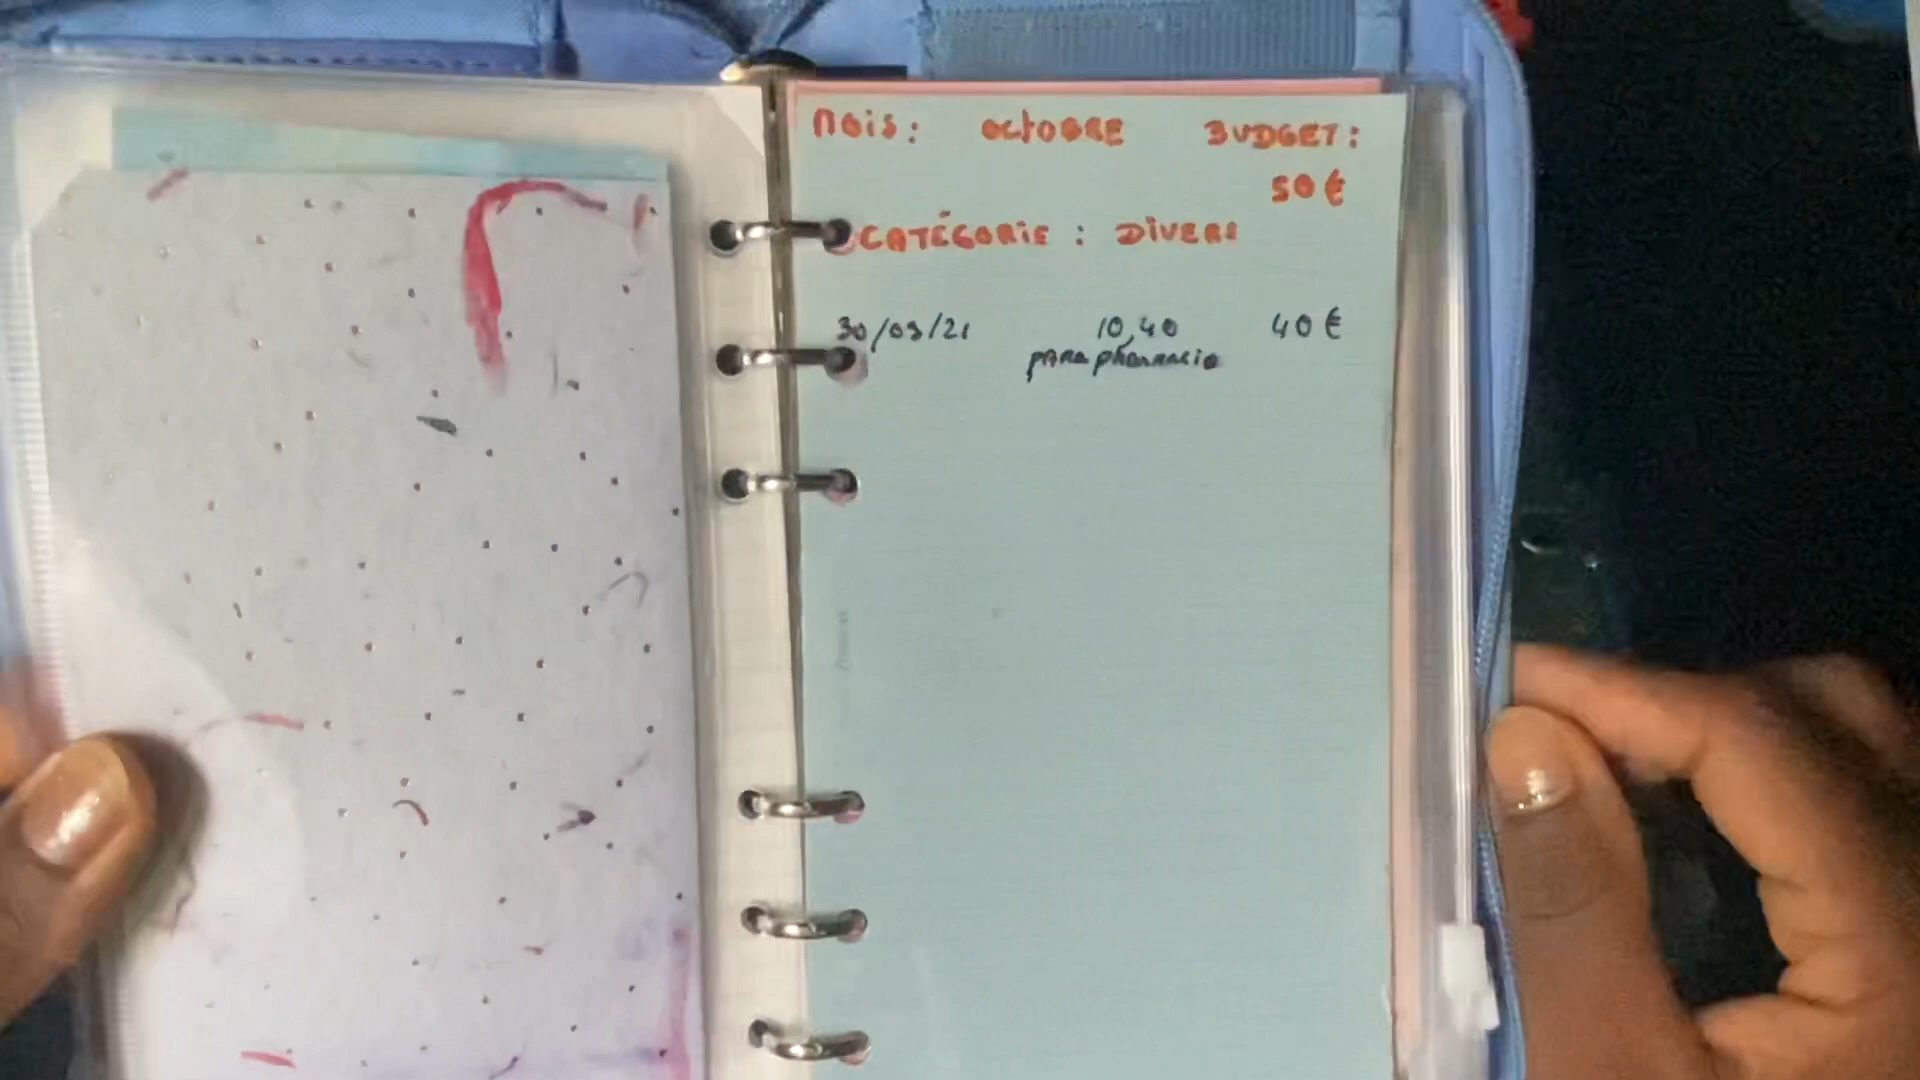 MOiS: OCTOBRE BUDGET:
50€
CATÉGORIE : DiVERS
30/09/21 10,40 40€
parapharmacie